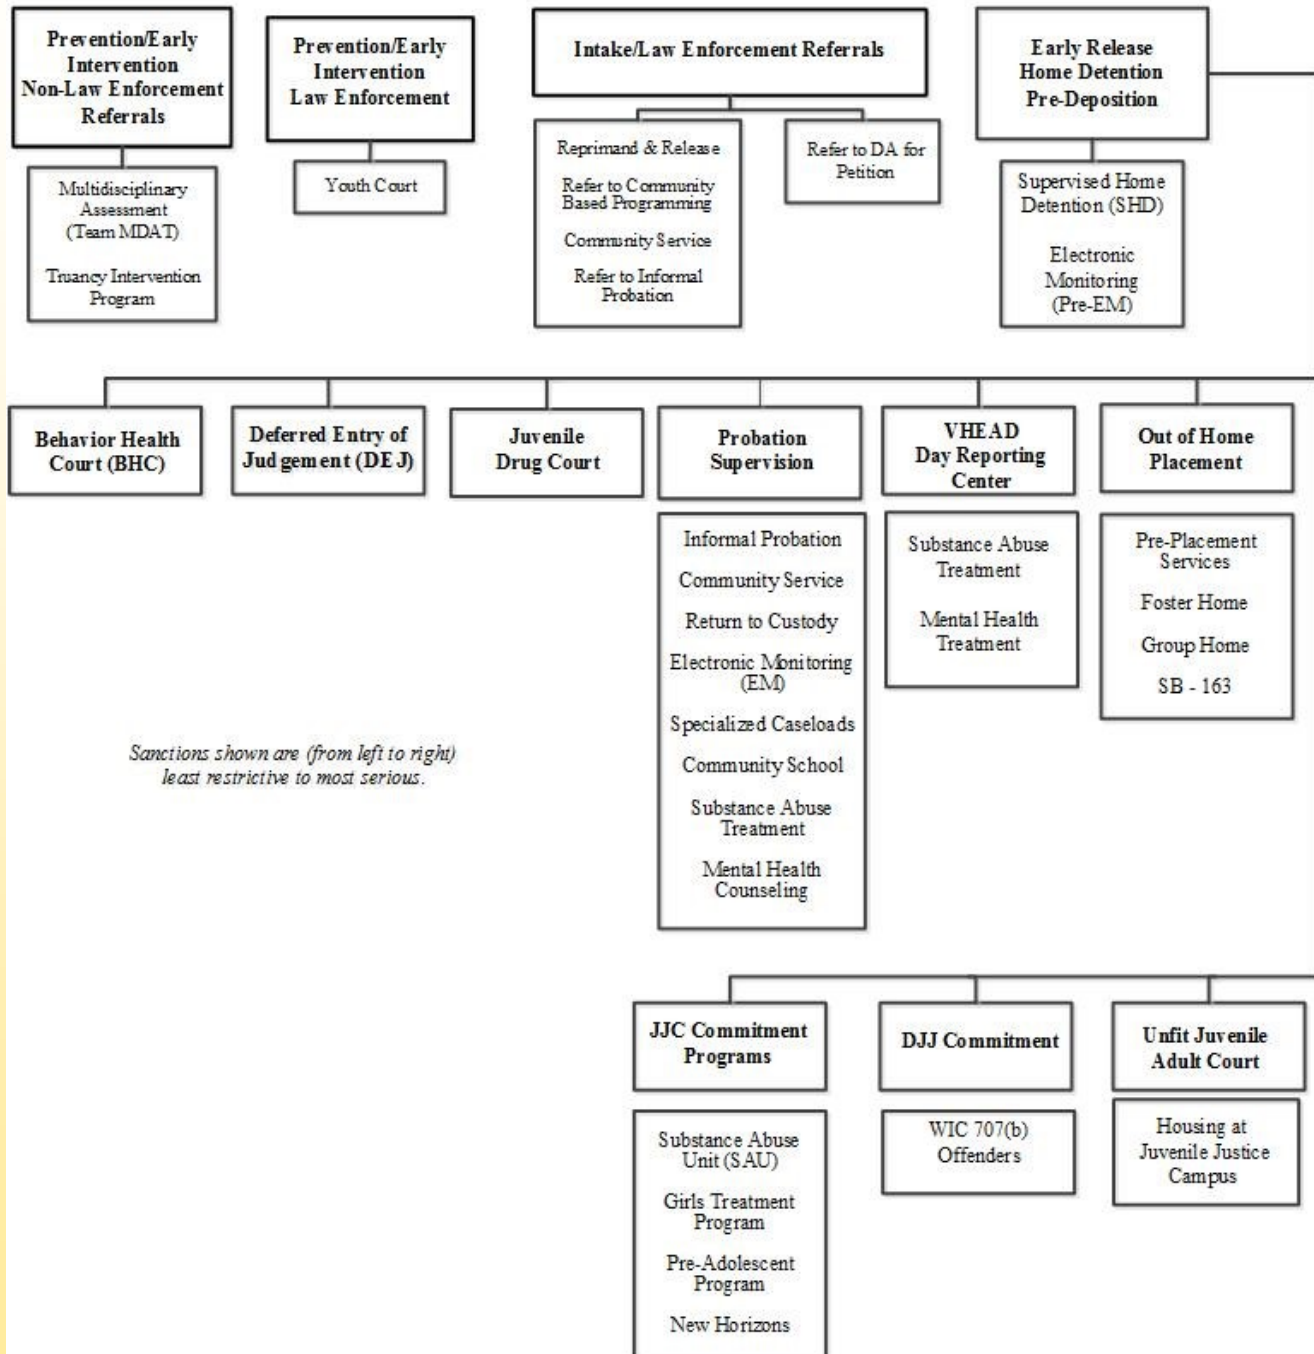 Prevention/Early
Intervention
Non-Law Enforcement
Referrals
Multidisciplinary
Assessment
(Team MDAT)
Truancy Intervention
Program
Prevention/Early
Intervention
Law Enforcement
Youth Court
Intake/Law Enforcement Referrals
Reprimand & Release
Refer to Community
Based Programming
Community Service
Refer to Informal
Probation
Refer to DA for
Petition
Early Release
Home Detention
Pre-Deposition
Supervised Home
Detention (SHD)
Electronic
Monitoring
(Pre-EM)
Behavior Health
Court (BHC)
Deferred Entry of
Judgement (DEJ)
Juvenile
Drug Court
Probation
Supervision
Informal Probation
Community Service
Return to Custody
Electronic Monitoring
(EM)
Specialized Caseloads
Community School
Substance Abuse
Treatment
Mental Health
Counseling
VHEAD
Day Reporting
Center
Substance Abuse
Treatment
Mental Health
Treatment
Out of Home
Placement
Pre-Placement
Services
Foster Home
Group Home
SB - 163
Sanctions shown are (from left to right)
least restrictive to most serious.
JJC Commitment
Programs
Substance Abuse
Unit (SAU)
Girls Treatment
Program
Pre-Adolescent
Program
New Horizons
DJJ Commitment
WIC 707(b)
Offenders
Unfit Juvenile
Adult Court
Housing at
Juvenile Justice
Campus